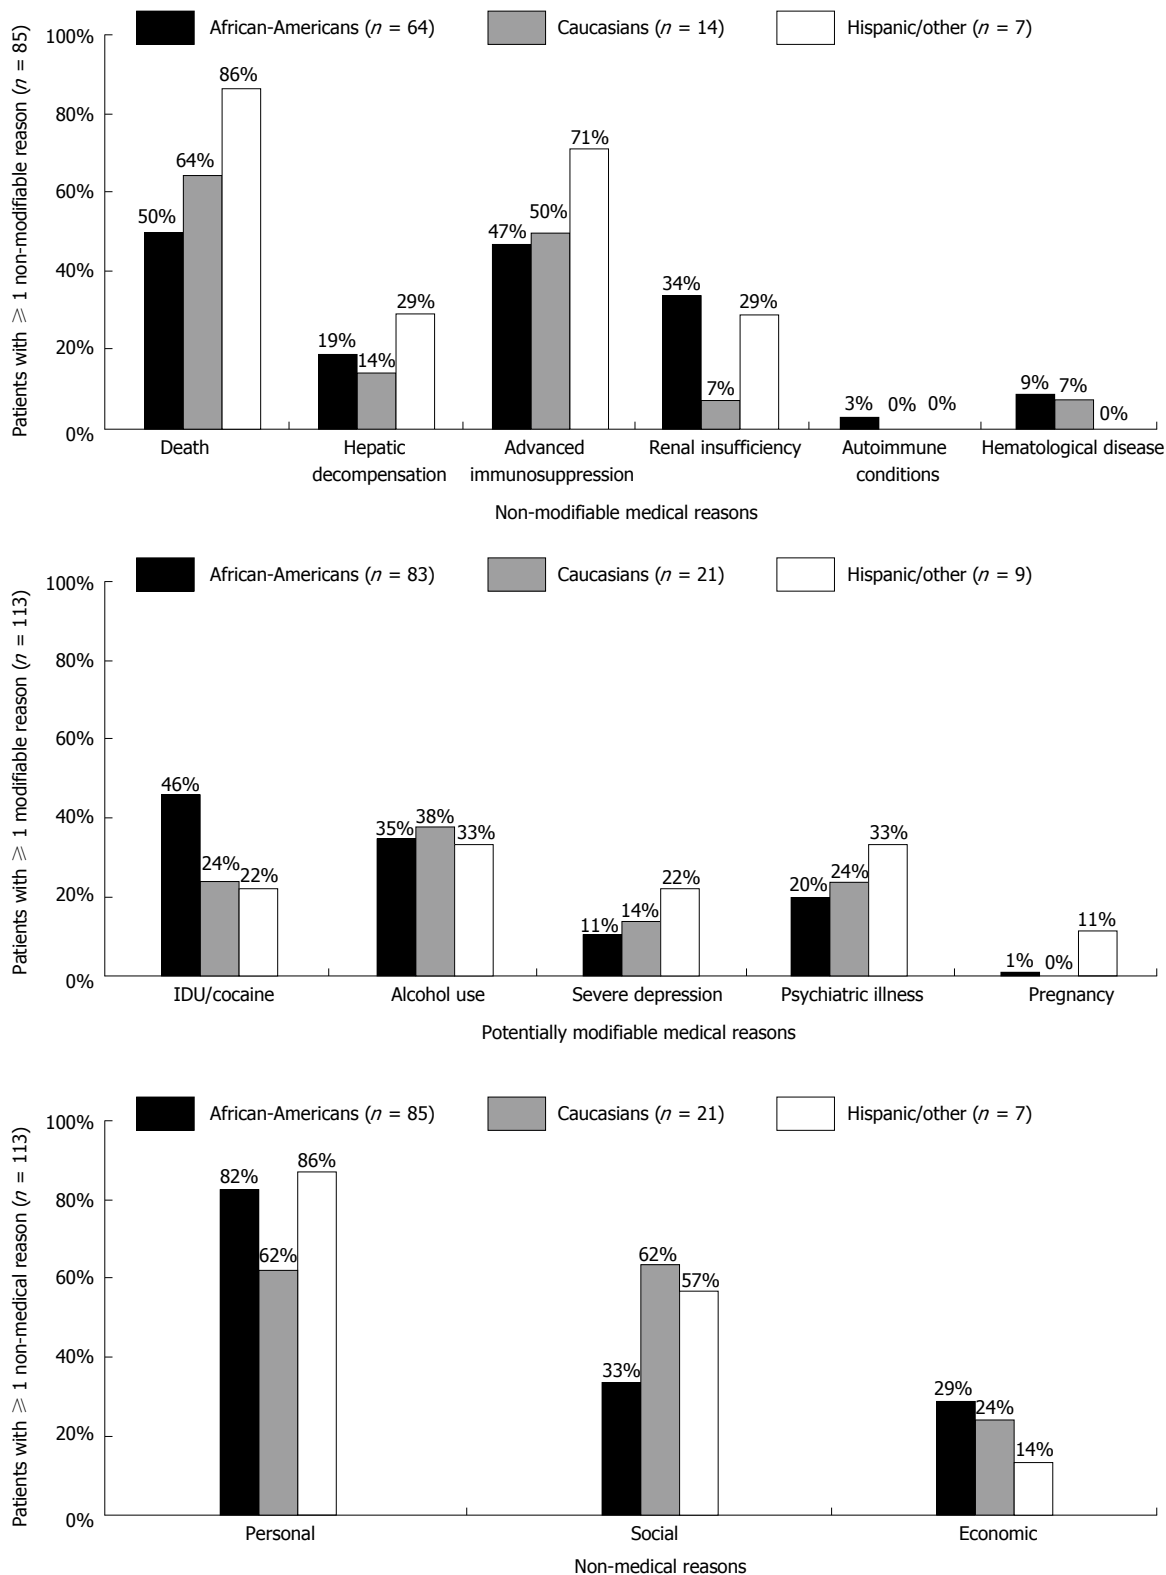 African-Americans (n = 64) Caucasians (n = 14) Hispanic/other (n = 7)
Patients with ⩾ 1 non-modifiable reason (n = 85)
100%
80%
60%
40%
20%
0%
50% 64% 86%
19% 14% 29%
47% 50% 71%
34% 7% 29%
3% 0% 0%
9% 7% 0%
Death
Hepatic
decompensation
Advanced
immunosuppression
Renal insufficiency
Autoimmune
conditions
Hematological disease
Non-modifiable medical reasons
African-Americans (n = 83) Caucasians (n = 21) Hispanic/other (n = 9)
Patients with ⩾ 1 modifiable reason (n = 113)
100%
80%
60%
40%
20%
0%
46% 24% 22%
35% 38% 33%
11% 14% 22%
20% 24% 33%
1% 0% 11%
IDU/cocaine Alcohol use Severe depression Psychiatric illness Pregnancy
Potentially modifiable medical reasons
African-Americans (n = 85) Caucasians (n = 21) Hispanic/other (n = 7)
Patients with ⩾ 1 non-medical reason (n = 113)
100%
80%
60%
40%
20%
0%
82% 62% 86%
33% 62% 57%
29% 24% 14%
Personal Social Economic
Non-medical reasons